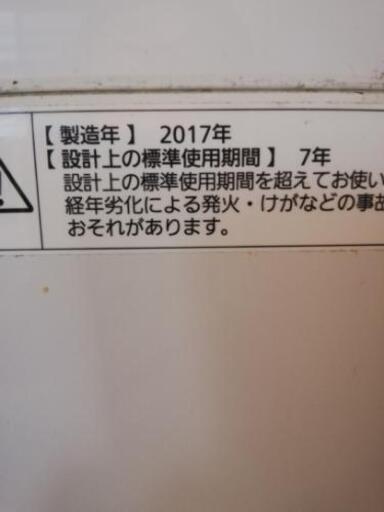 【製造年】 2017年
【設計上の標準使用期間】 7年
設計上の標準使用期間を超えてお使い
経年劣化による発火・けがなどの事故
おそれがあります。